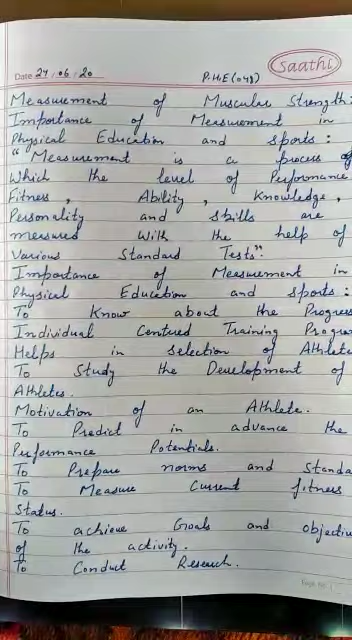 Saathi
Date 24/06/20
P.H.E (048)
Measurement of Muscular Strength:
Importance of Measurement in
Physical Education and sports:
"Measurement is a process of
Which the level of Performance
Fitness, Ability, Knowledge,
Personality and skills are
measured with the help of
Various Standard Tests".
Importance of Measurement in
Physical Education and sports:
To Know about the Progress
Individual Centred Training Progra
Helps in selection of Athlete
To Study the Development of
Athletes.
Motivation of an Athlete.
To Predict in advance the
Performance Potentials.
To Prepare norms and Standa
To Measure Current fitness
Status.
To achieve Goals and objectiv
of the activity.
To Conduct Research.
Page No.